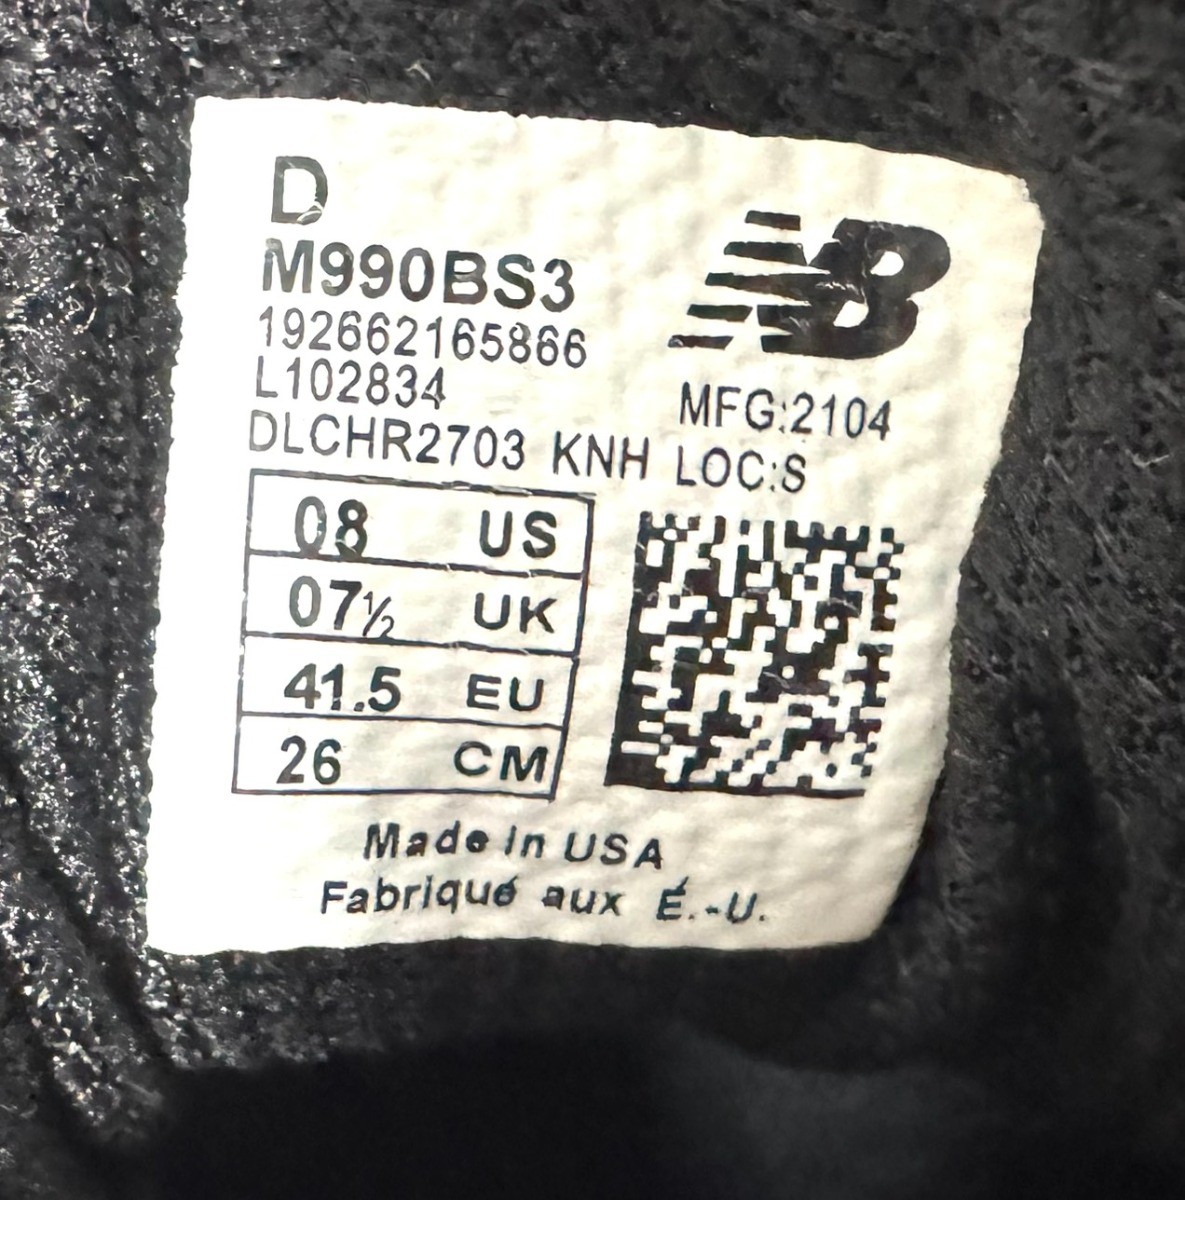 D
M990BS3
192662165866
L102834
NB
MFG:2104
DLCHR2703 KNH LOC:S
08 US
07½ UK
41.5 EU
26 CM
Made in USA
Fabriqué aux É.-U.